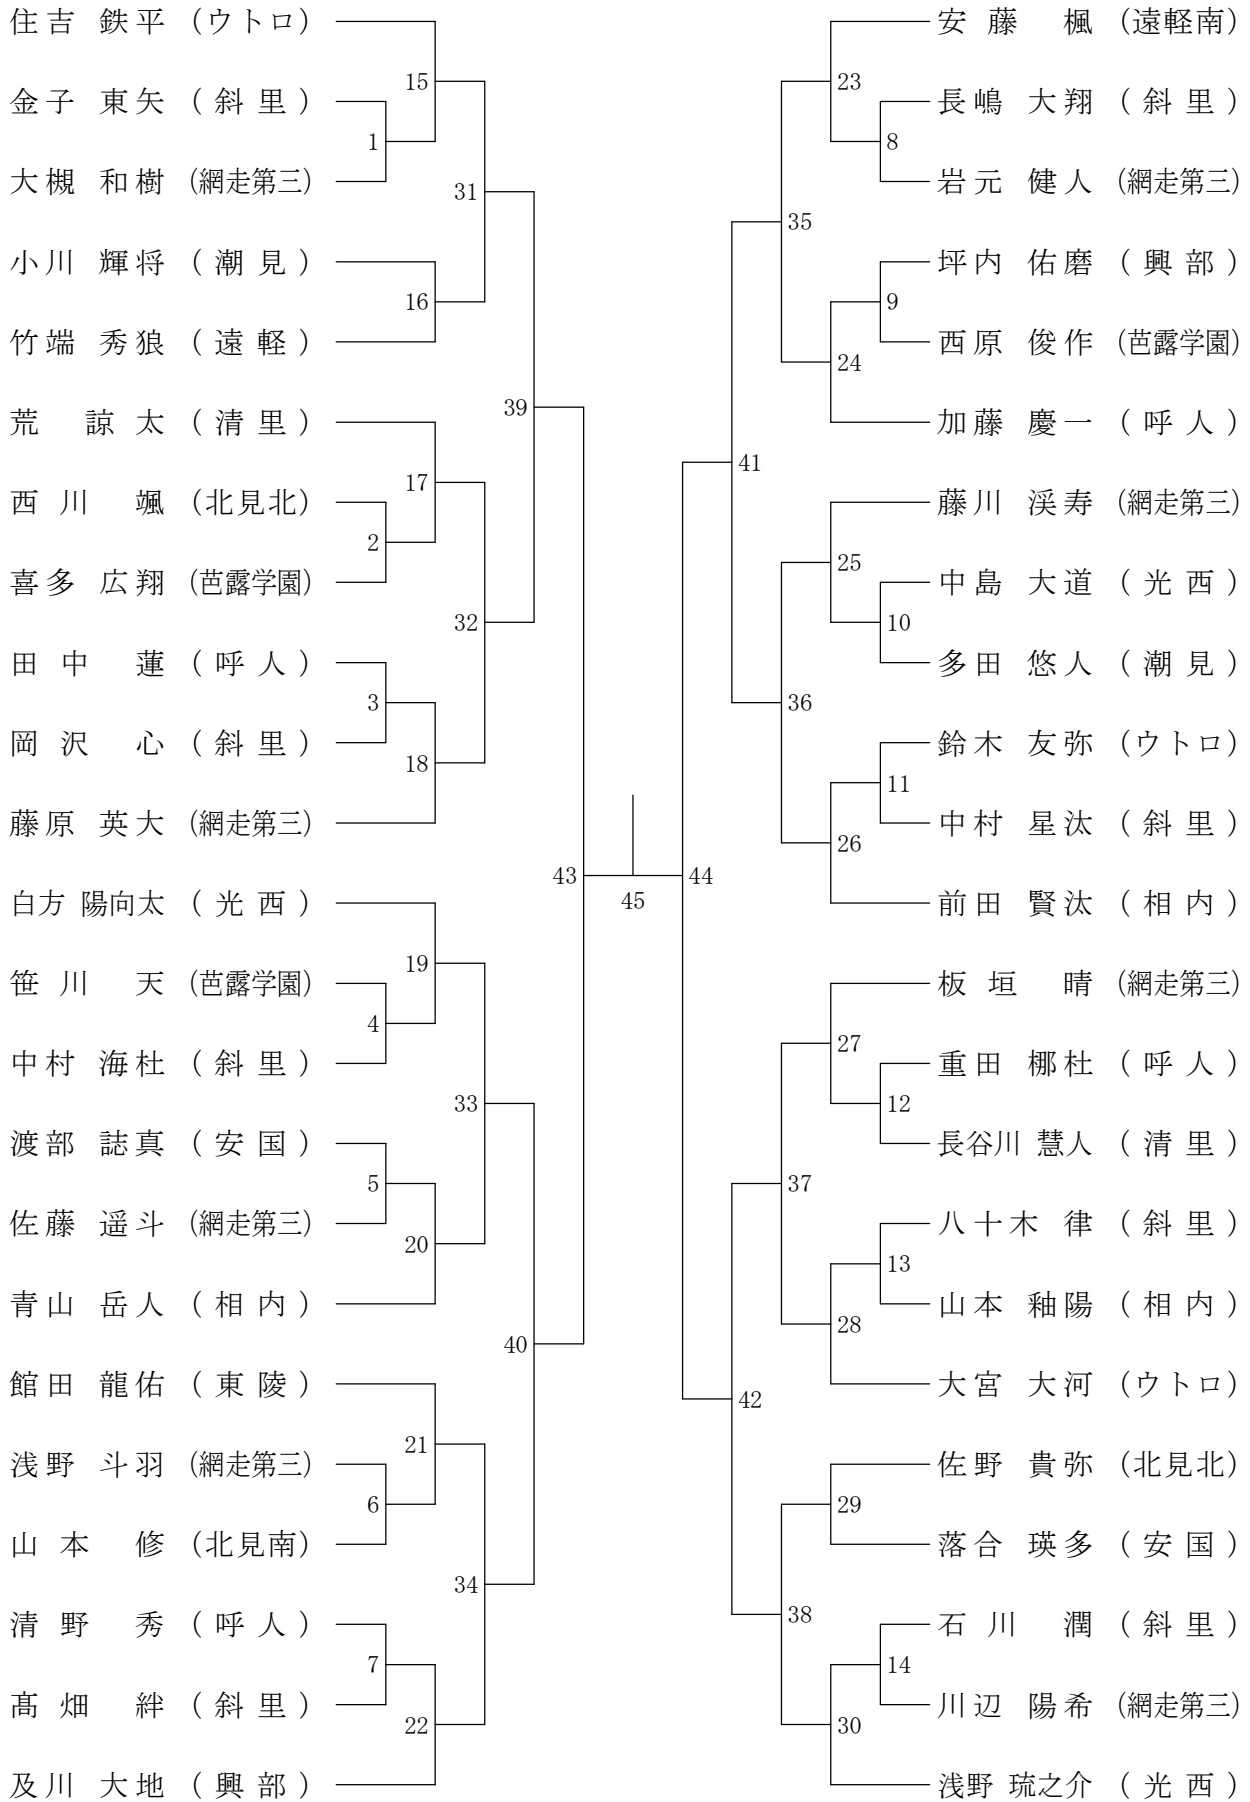 住吉 鉄平 (ウトロ)
15
金子 東矢 (斜里)
1
大槻 和樹 (網走第三)
31
小川 輝将 (潮見)
16
竹端 秀狼 (遠軽)
39
荒 諒太 (清里)
17
西川 颯 (北見北)
2
喜多 広翔 (芭露学園)
32
田中 蓮 (呼人)
3
岡沢 心 (斜里)
18
藤原 英大 (網走第三)
43
白方 陽向太 (光西)
19
笹川 天 (芭露学園)
4
中村 海杜 (斜里)
33
渡部 誌真 (安国)
5
佐藤 遥斗 (網走第三)
20
青山 岳人 (相内)
40
館田 龍佑 (東陵)
21
浅野 斗羽 (網走第三)
6
山本 修 (北見南)
34
清野 秀 (呼人)
7
髙畑 絆 (斜里)
22
及川 大地 (興部)
45
安藤 楓 (遠軽南)
23
長嶋 大翔 (斜里)
8
岩元 健人 (網走第三)
35
坪内 佑磨 (興部)
9
西原 俊作 (芭露学園)
24
加藤 慶一 (呼人)
41
藤川 渓寿 (網走第三)
25
中島 大道 (光西)
10
多田 悠人 (潮見)
36
鈴木 友弥 (ウトロ)
11
中村 星汰 (斜里)
26
前田 賢汰 (相内)
44
板垣 晴 (網走第三)
27
重田 梛杜 (呼人)
12
長谷川 慧人 (清里)
37
八十木 律 (斜里)
13
山本 釉陽 (相内)
28
大宮 大河 (ウトロ)
42
佐野 貴弥 (北見北)
29
落合 瑛多 (安国)
38
石川 潤 (斜里)
14
川辺 陽希 (網走第三)
30
浅野 琉之介 (光西)